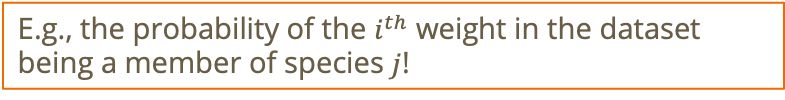 E.g., the probability of the $i^{th}$ weight in the dataset
being a member of species $j$!